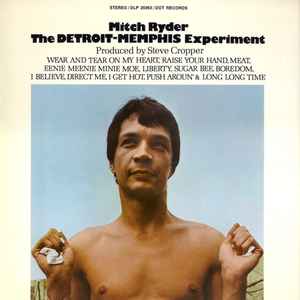 STEREO / DLP 25963 / DOT RECORDS
Mitch Ryder
The DETROIT-MEMPHIS Experiment
Produced by Steve Cropper
WEAR AND TEAR ON MY HEART, RAISE YOUR HAND, MEAT,
EENIE MEENIE MINIE MOE, LIBERTY, SUGAR BEE, BOREDOM,
I BELIEVE, DIRECT ME, I GET HOT, PUSH AROUN' & LONG LONG TIME